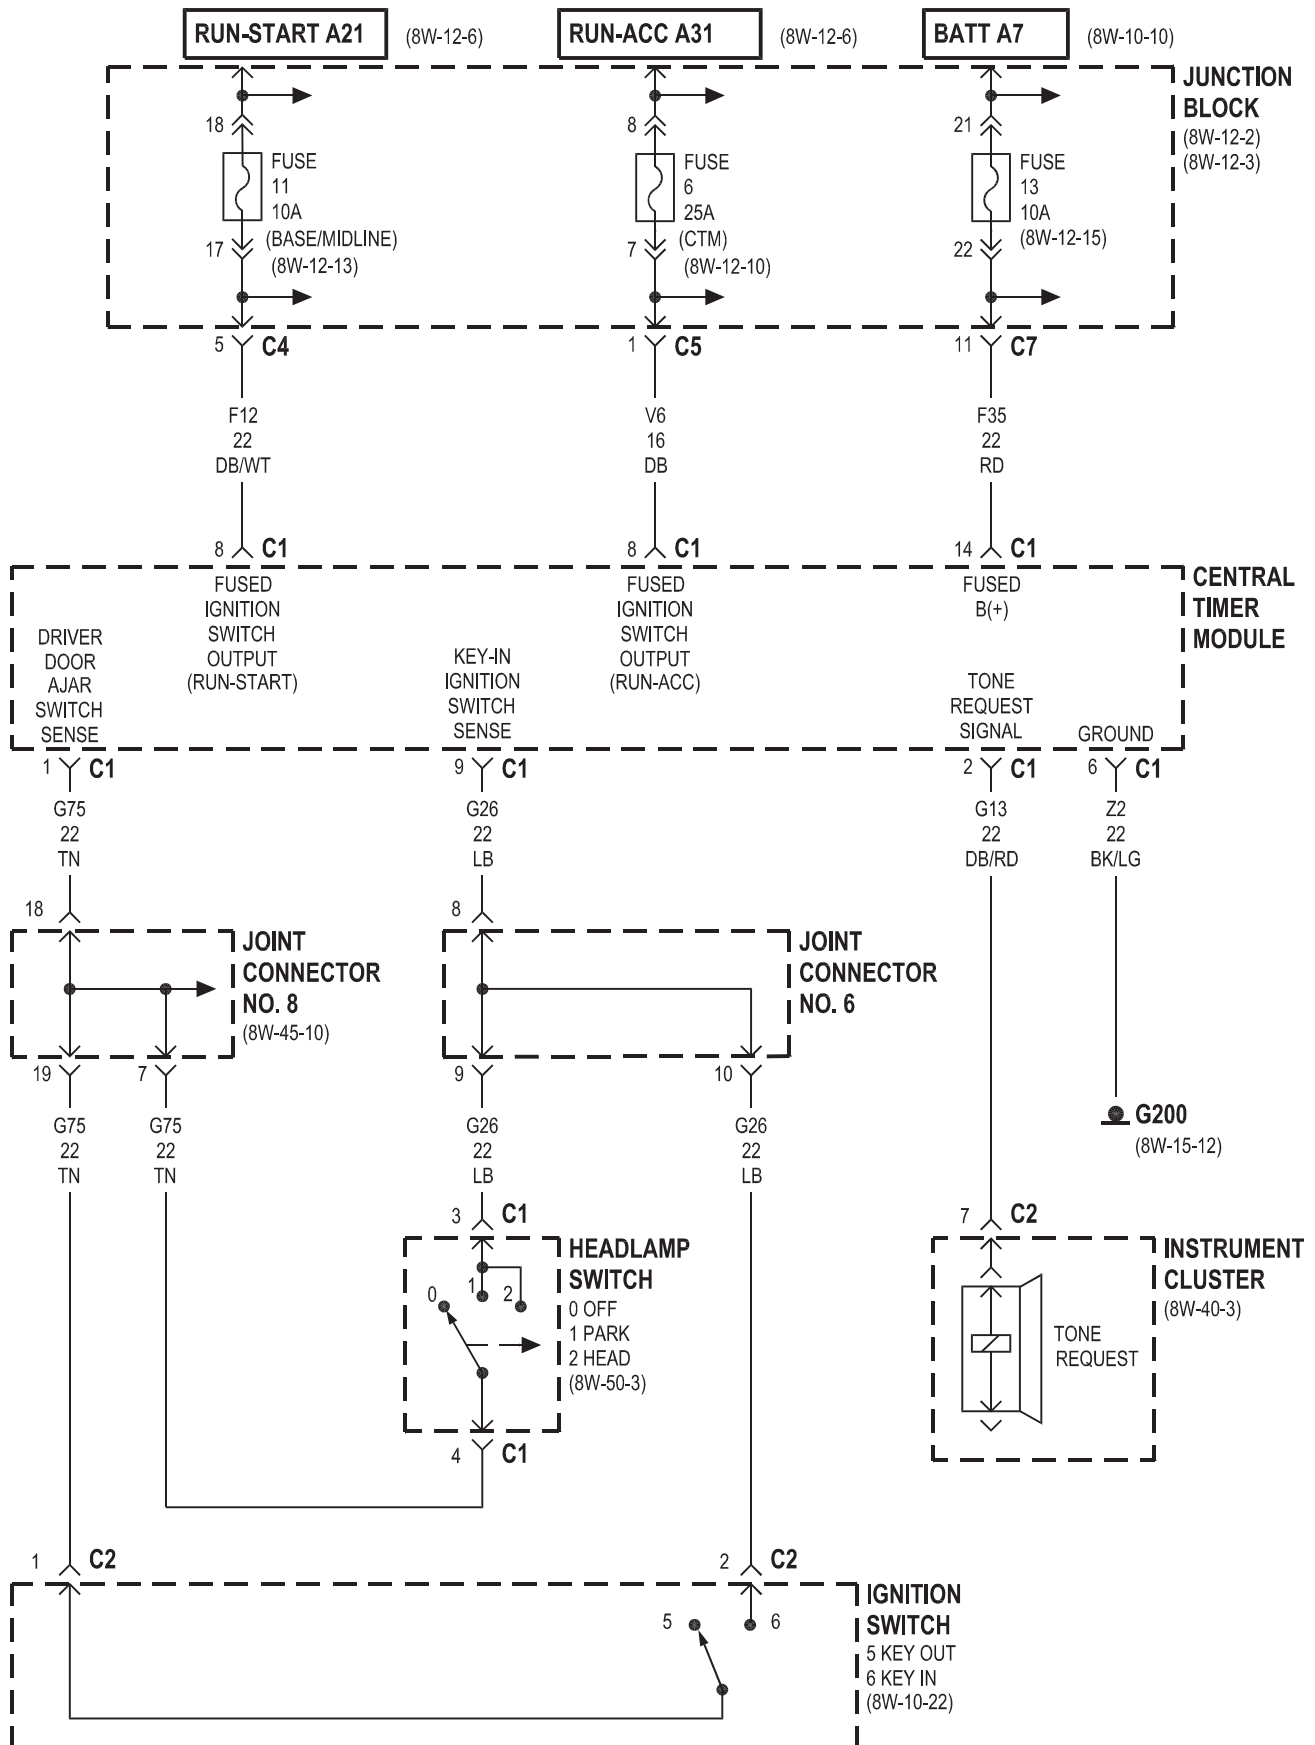 RUN-START A21 (8W-12-6)
RUN-ACC A31 (8W-12-6)
BATT A7 (8W-10-10)
JUNCTION
BLOCK
(8W-12-2)
(8W-12-3)
18
FUSE
11
10A
(BASE/MIDLINE)
(8W-12-13)
17
8
FUSE
6
25A
(CTM)
(8W-12-10)
7
21
FUSE
13
10A
(8W-12-15)
22
5 C4
1 C5
11 C7
F12
22
DB/WT
V6
16
DB
F35
22
RD
8 C1
8 C1
14 C1
CENTRAL
TIMER
MODULE
FUSED
IGNITION
SWITCH
OUTPUT
(RUN-START)
FUSED
IGNITION
SWITCH
OUTPUT
(RUN-ACC)
FUSED
B(+)
DRIVER
DOOR
AJAR
SWITCH
SENSE
KEY-IN
IGNITION
SWITCH
SENSE
TONE
REQUEST
SIGNAL
GROUND
1 C1
9 C1
2 C1
6 C1
G75
22
TN
G26
22
LB
G13
22
DB/RD
Z2
22
BK/LG
18
JOINT
CONNECTOR
NO. 8
(8W-45-10)
8
JOINT
CONNECTOR
NO. 6
19
7
9
10
G75
22
TN
G75
22
TN
G26
22
LB
G26
22
LB
G200
(8W-15-12)
3 C1
HEADLAMP
SWITCH
0 OFF
1 PARK
2 HEAD
(8W-50-3)
0
1
2
4 C1
7 C2
INSTRUMENT
CLUSTER
(8W-40-3)
TONE
REQUEST
1 C2
2 C2
5
6
IGNITION
SWITCH
5 KEY OUT
6 KEY IN
(8W-10-22)